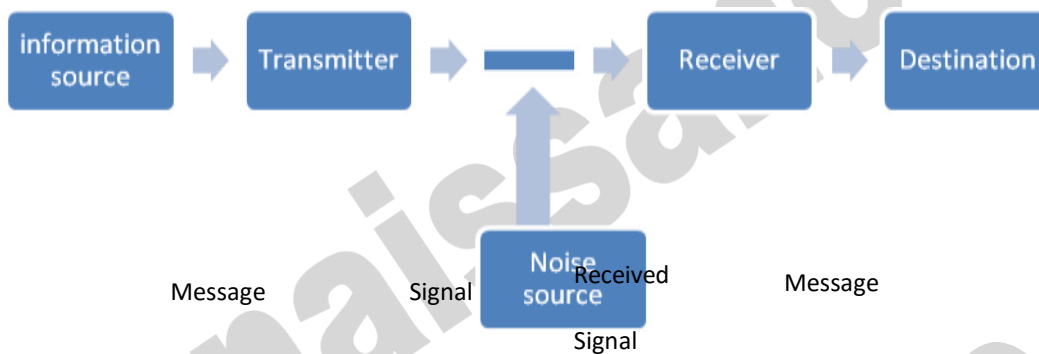 information
source
Transmitter
Receiver
Destination
Noise
source
Message
Signal
Received
Signal
Message